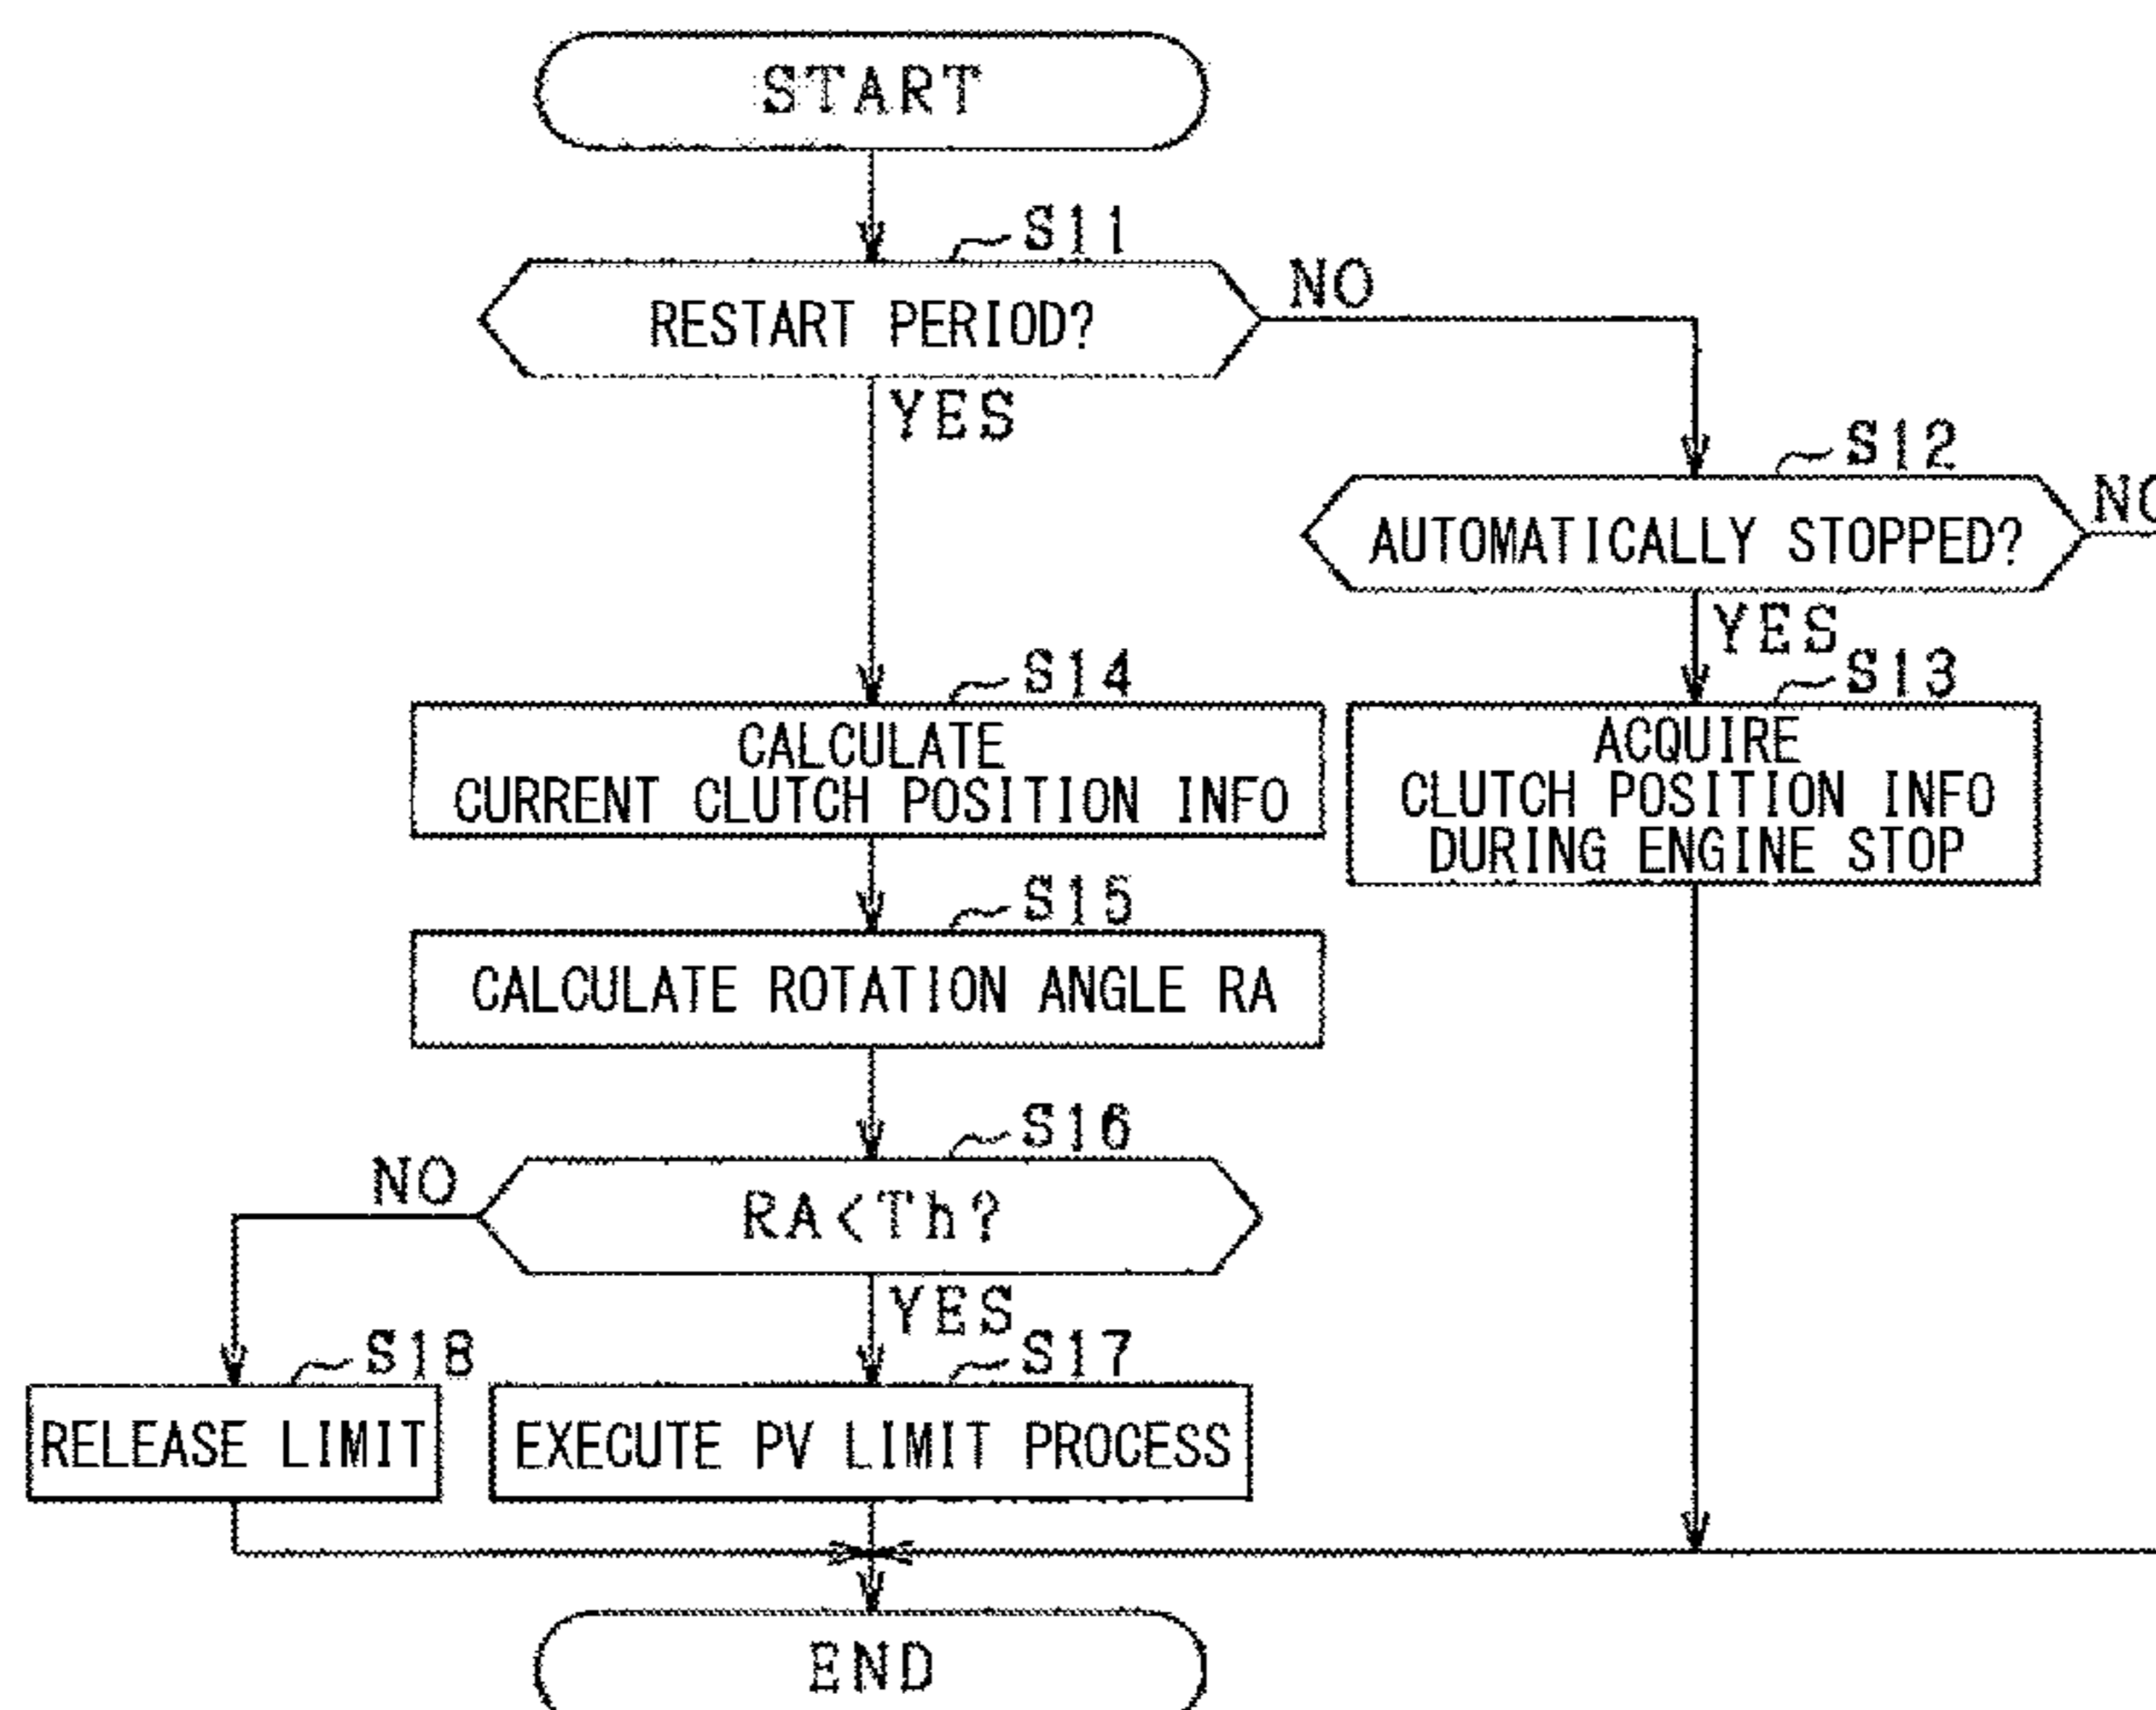 START
S11
RESTART PERIOD?
NO
YES
S12
AUTOMATICALLY STOPPED?
NO
YES
S14
CALCULATE
CURRENT CLUTCH POSITION INFO
S13
ACQUIRE
CLUTCH POSITION INFO
DURING ENGINE STOP
S15
CALCULATE ROTATION ANGLE RA
S16
RA<Th?
NO
YES
S18
RELEASE LIMIT
S17
EXECUTE PV LIMIT PROCESS
END